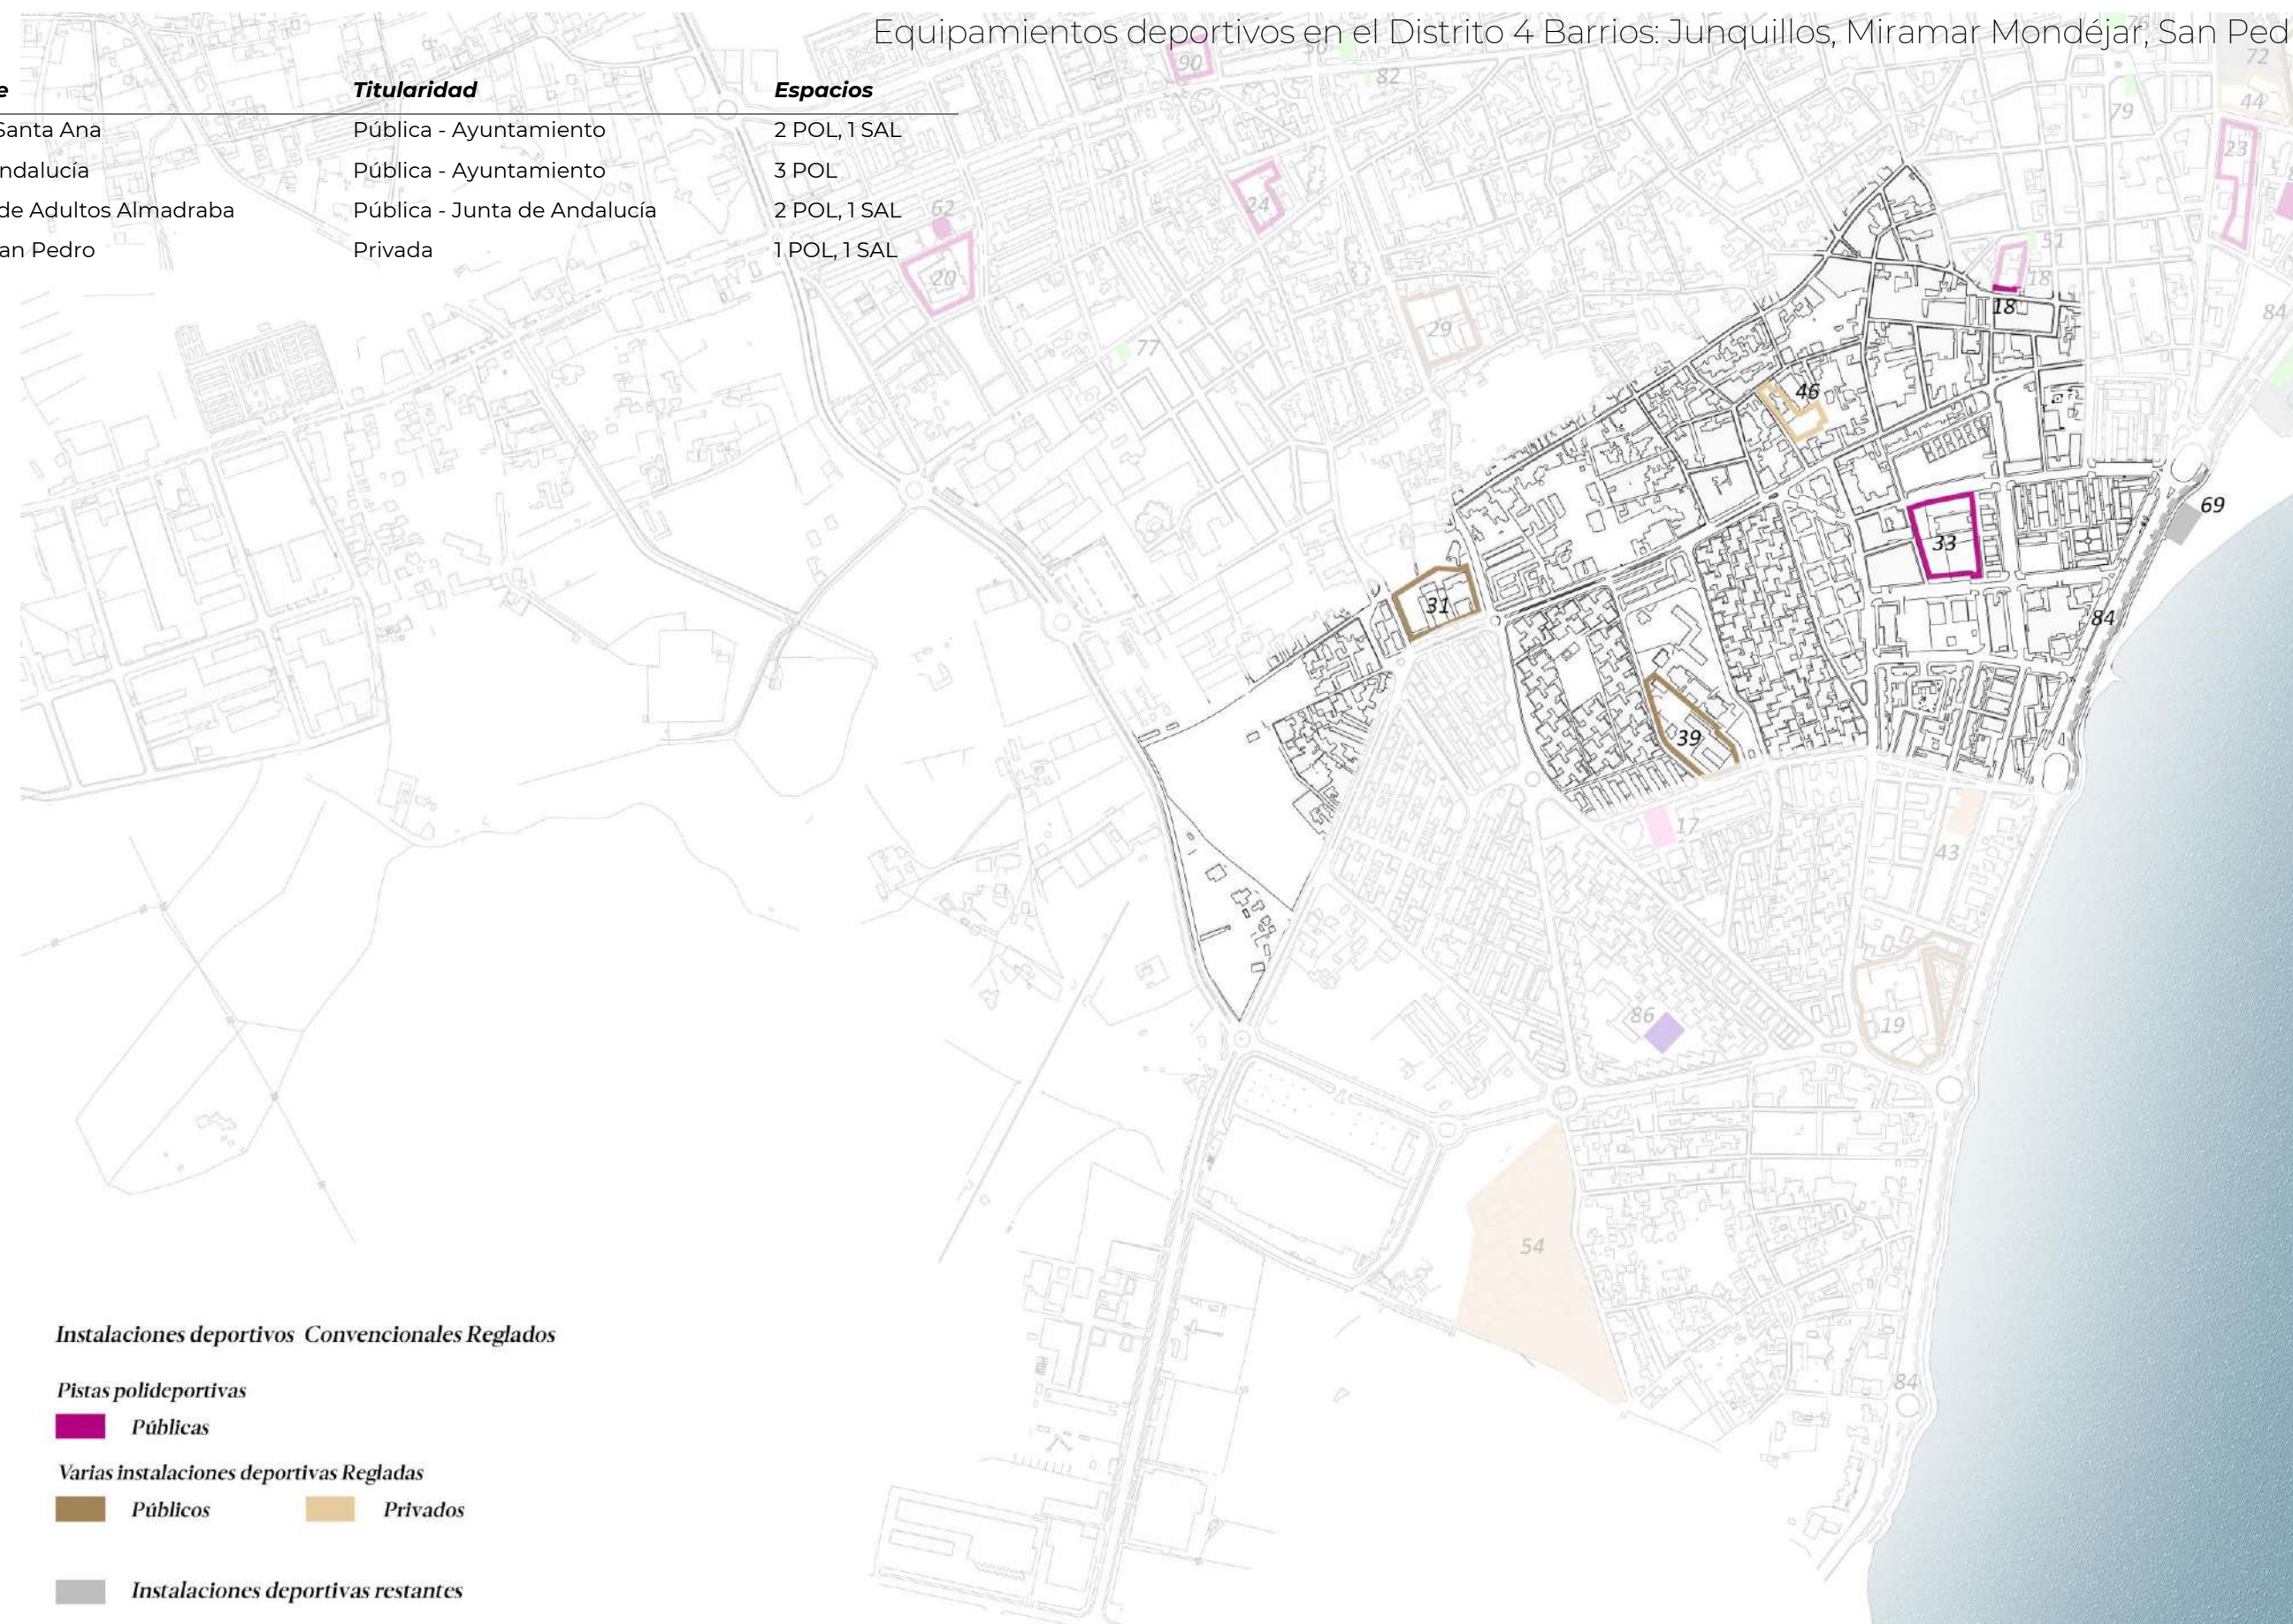 Equipamientos deportivos en el Distrito 4 Barrios: Junquillos, Miramar Mondéjar, San Ped
e Titularidad Espacios
Santa Ana Pública - Ayuntamiento 2 POL, 1 SAL
ndalucía Pública - Ayuntamiento 3 POL
de Adultos Almadraba Pública - Junta de Andalucía 2 POL, 1 SAL
an Pedro Privada 1 POL, 1 SAL
90
82
72
44
79
23
62
24
51
20
18
18
84
29
77
46
69
33
31
84
39
17
43
86
19
54
84
Instalaciones deportivos Convencionales Reglados
Pistas polideportivas
Públicas
Varias instalaciones deportivas Regladas
Públicos Privados
Instalaciones deportivas restantes